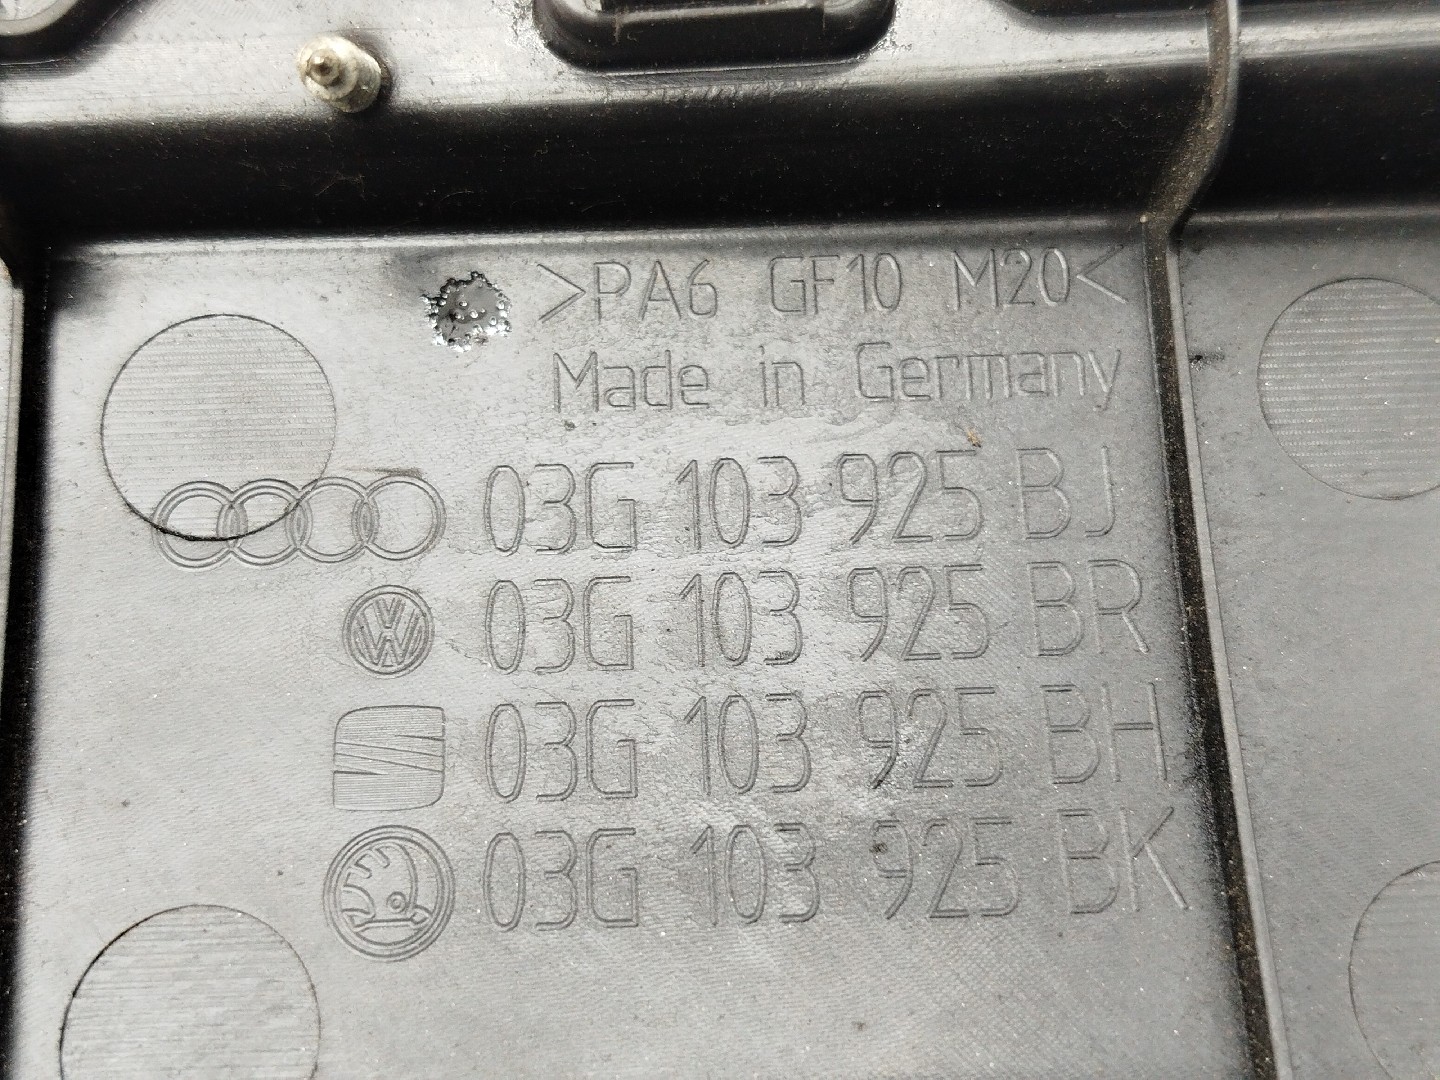 >PA6 GF10 M20<
Made in Germany
03G 103 925 BJ
03G 103 925 BR
03G 103 925 BH
03G 103 925 BK